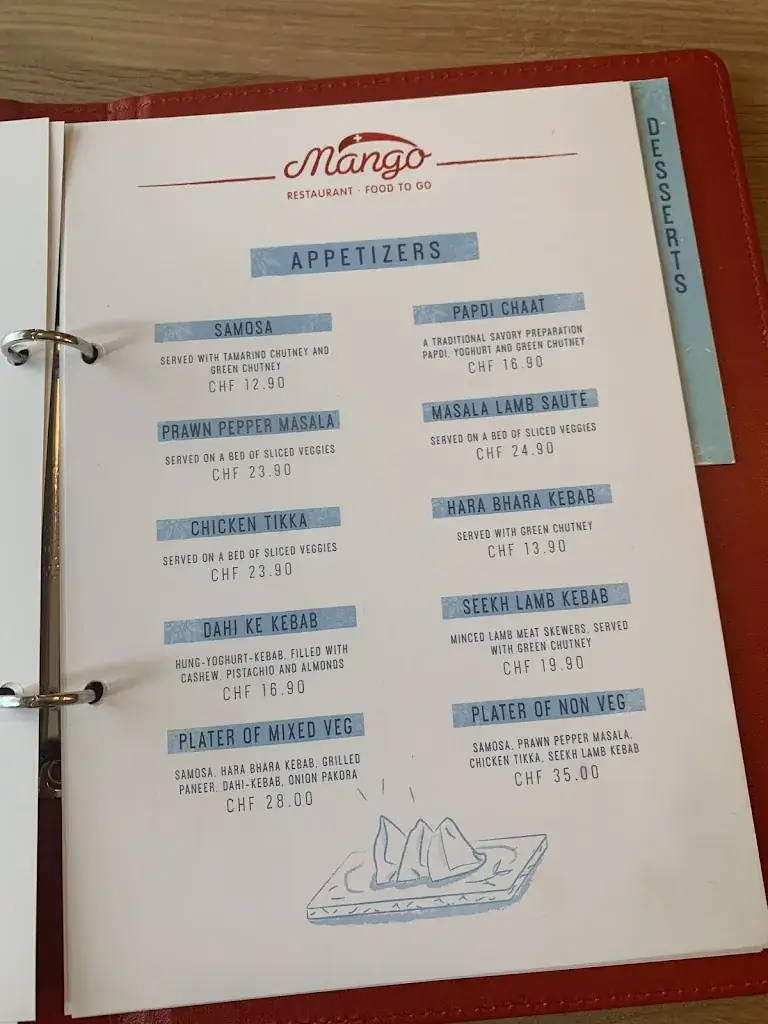 Mango
RESTAURANT · FOOD TO GO
APPETIZERS
SAMOSA
SERVED WITH TAMARIND CHUTNEY AND
GREEN CHUTNEY
CHF 12.90
PRAWN PEPPER MASALA
SERVED ON A BED OF SLICED VEGGIES
CHF 23.90
CHICKEN TIKKA
SERVED ON A BED OF SLICED VEGGIES
CHF 23.90
DAHI KE KEBAB
HUNG-YOGHURT-KEBAB, FILLED WITH
CASHEW, PISTACHIO AND ALMONDS
CHF 16.90
PLATER OF MIXED VEG
SAMOSA, HARA BHARA KEBAB, GRILLED
PANEER, DAHI-KEBAB, ONION PAKORA
CHF 28.00
PAPDI CHAAT
A TRADITIONAL SAVORY PREPARATION
PAPDI, YOGHURT AND GREEN CHUTNEY
CHF 16.90
MASALA LAMB SAUTÉ
SERVED ON A BED OF SLICED VEGGIES
CHF 24.90
HARA BHARA KEBAB
SERVED WITH GREEN CHUTNEY
CHF 13.90
SEEKH LAMB KEBAB
MINCED LAMB MEAT SKEWERS, SERVED
WITH GREEN CHUTNEY
CHF 19.90
PLATER OF NON VEG
SAMOSA, PRAWN PEPPER MASALA,
CHICKEN TIKKA, SEEKH LAMB KEBAB
CHF 35.00
DESSERTS